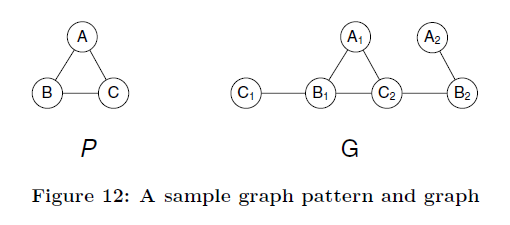 A A₁ A₂
B C C₁ B₁ C₂ B₂
P G
Figure 12: A sample graph pattern and graph